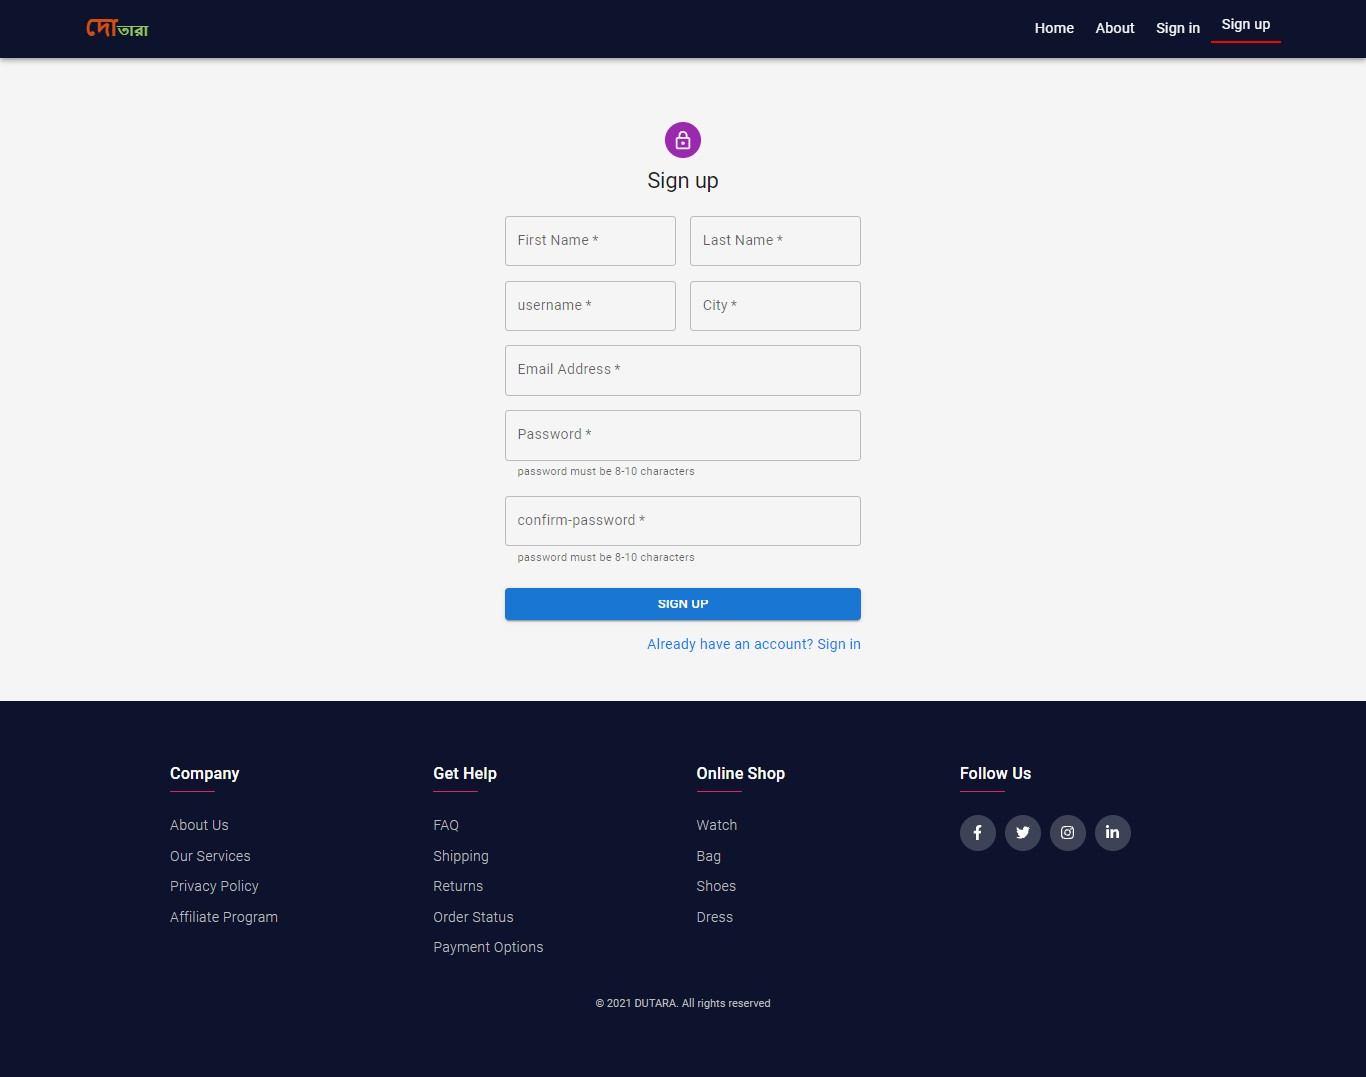 দোতারা
Home About Sign in Sign up
Sign up
First Name * Last Name *
username * City *
Email Address *
Password *
password must be 8-10 characters
confirm-password *
password must be 8-10 characters
SIGN UP
Already have an account? Sign in
Company
About Us
Our Services
Privacy Policy
Affiliate Program
Get Help
FAQ
Shipping
Returns
Order Status
Payment Options
Online Shop
Watch
Bag
Shoes
Dress
Follow Us
© 2021 DUTARA. All rights reserved